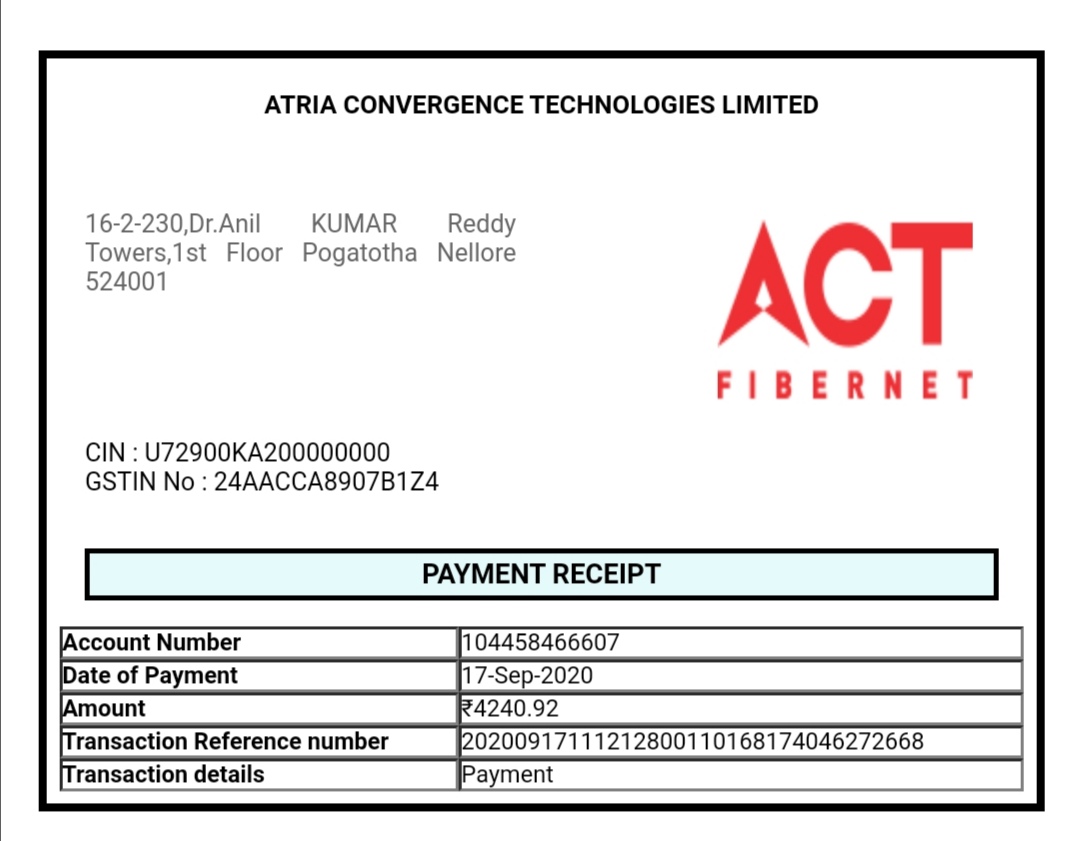 ATRIA CONVERGENCE TECHNOLOGIES LIMITED
16-2-230,Dr.Anil KUMAR Reddy
Towers,1st Floor Pogatotha Nellore
524001
ACT
FIBERNET
CIN : U72900KA200000000
GSTIN No : 24AACCA8907B1Z4
PAYMENT RECEIPT
Account Number 104458466607
Date of Payment 17-Sep-2020
Amount ₹4240.92
Transaction Reference number 20200917111212800110168174046272668
Transaction details Payment